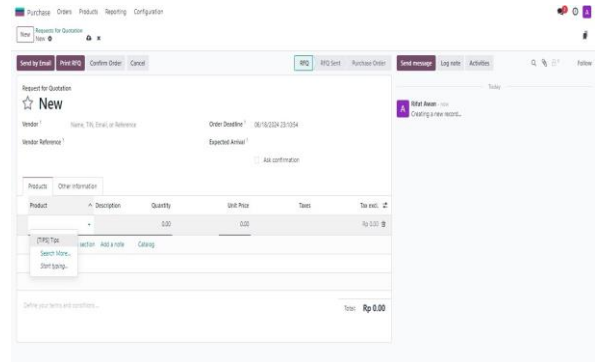 Purchase Orders Products Reporting Configuration
New Requests for Quotation
New
Send by Email Print RFQ Confirm Order Cancel RFQ RFQ Sent Purchase Order Send message Log note Activities Follow
Request for Quotation
New
Today
Vendor ? Name, TIN, Email, or Reference Order Deadline ? 06/18/2024 23:10:54
A Rifat Awan - now
Creating a new record...
Vendor Reference ? Expected Arrival ?
Ask confirmation
Products Other Information
Product Description Quantity Unit Price Taxes Tax excl.
0.00 0.00 Rp 0.00
[TIPS] Tips
section Add a note Catalog
Search More...
Start typing...
Define your terms and conditions ... Total: Rp 0.00